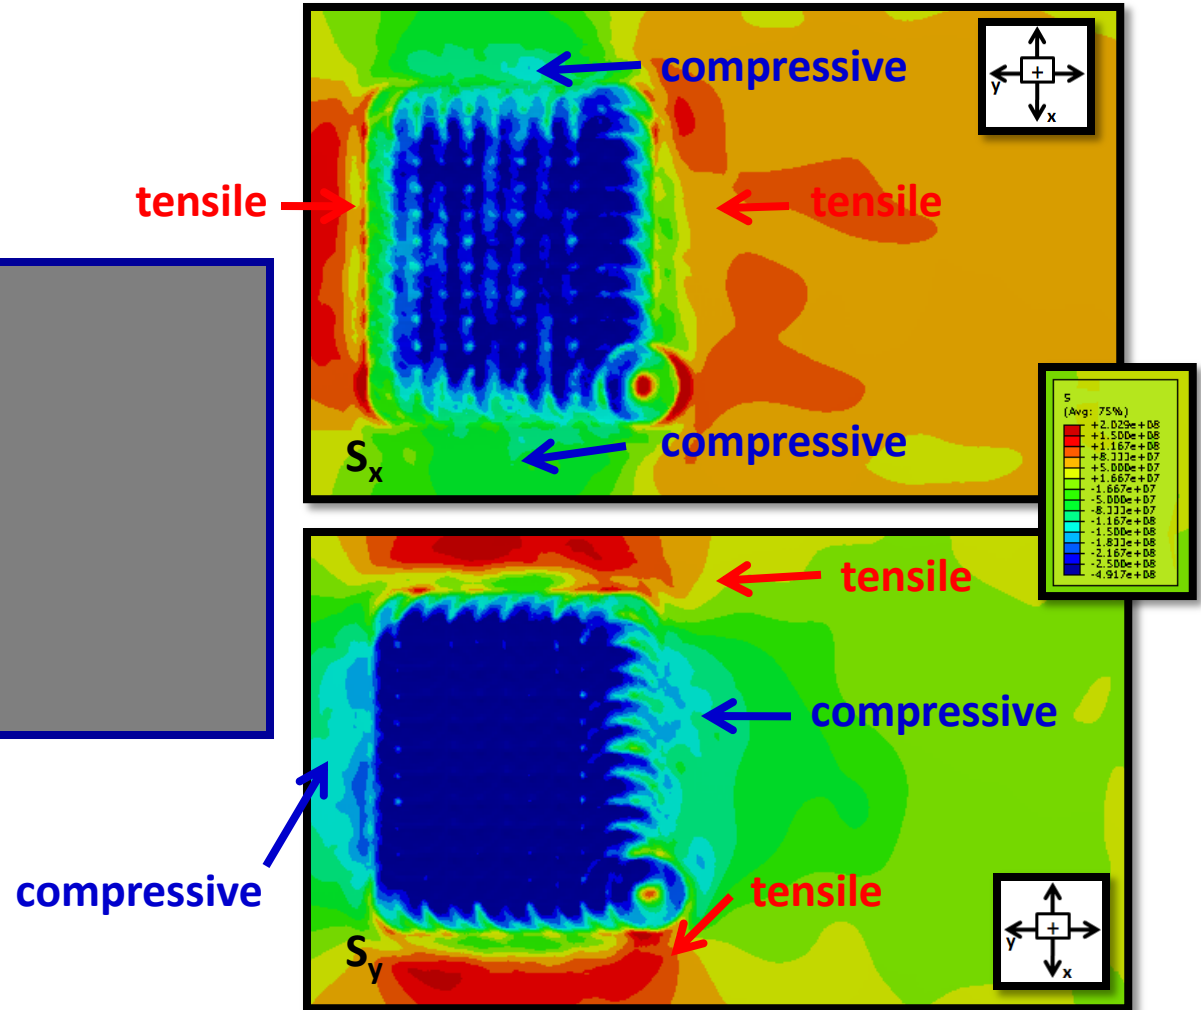 compressive
+
y
x
tensile
tensile
compressive
Sx
S
(Avg: 75%)
+2.029e+08
+1.500e+08
+1.167e+08
+8.333e+07
+5.000e+07
+1.667e+07
-1.667e+07
-5.000e+07
-8.333e+07
-1.167e+08
-1.500e+08
-1.833e+08
-2.167e+08
-2.500e+08
-4.917e+08
tensile
compressive
compressive
tensile
Sy
+
y
x